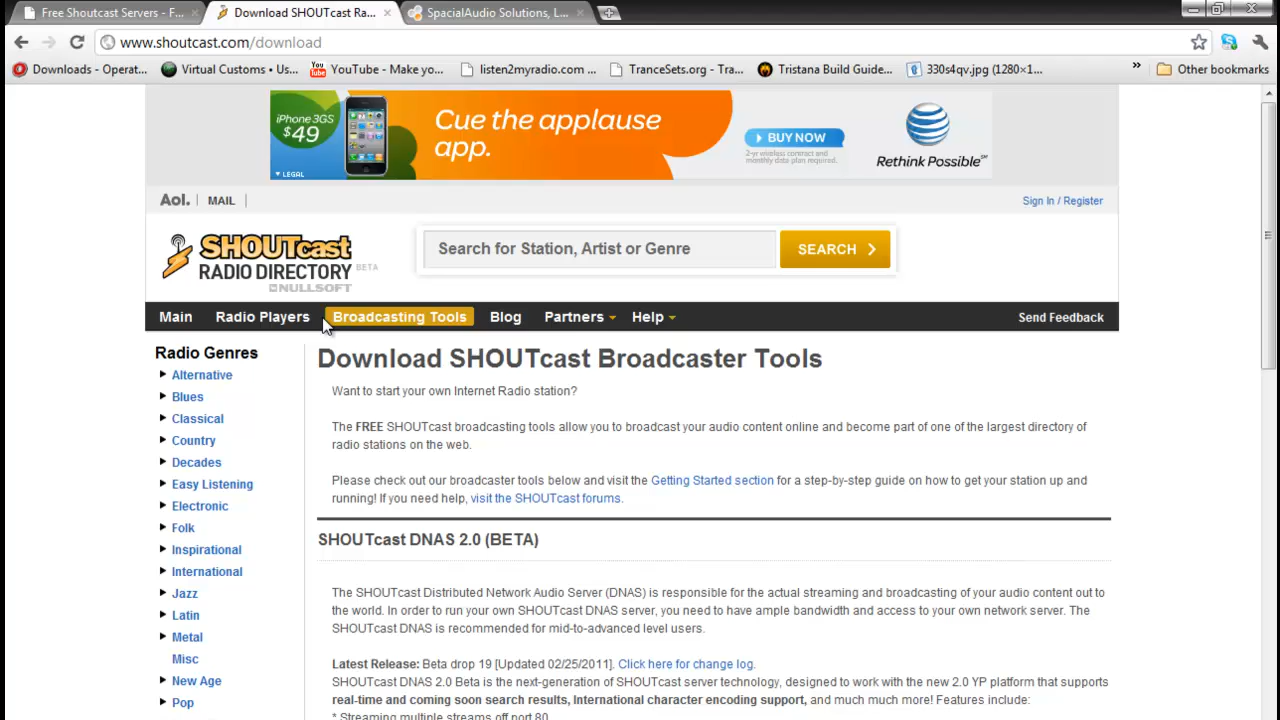 Free Shoutcast Servers - F...
Download SHOUTcast Ra...
SpacialAudio Solutions, L...
www.shoutcast.com/download
Downloads - Operat...
Virtual Customs • Us...
YouTube - Make yo...
listen2myradio.com ...
TranceSets.org - Tra...
Tristana Build Guide...
330s4qv.jpg (1280×1...
»
Other bookmarks
iPhone 3GS
$49
LEGAL
Cue the applause
app.
BUY NOW
2-yr wireless contract and
monthly data plan required.
Rethink Possible℠
Aol.
MAIL
Sign In / Register
SHOUTcast
RADIO DIRECTORY
BETA
NULLSOFT
Search for Station, Artist or Genre
SEARCH
Main
Radio Players
Broadcasting Tools
Blog
Partners
Help
Send Feedback
Radio Genres
Alternative
Blues
Classical
Country
Decades
Easy Listening
Electronic
Folk
Inspirational
International
Jazz
Latin
Metal
Misc
New Age
Pop
Download SHOUTcast Broadcaster Tools
Want to start your own Internet Radio station?
The FREE SHOUTcast broadcasting tools allow you to broadcast your audio content online and become part of one of the largest directory of
radio stations on the web.
Please check out our broadcaster tools below and visit the Getting Started section for a step-by-step guide on how to get your station up and
running! If you need help, visit the SHOUTcast forums.
SHOUTcast DNAS 2.0 (BETA)
The SHOUTcast Distributed Network Audio Server (DNAS) is responsible for the actual streaming and broadcasting of your audio content out to
the world. In order to run your own SHOUTcast DNAS server, you need to have ample bandwidth and access to your own network server. The
SHOUTcast DNAS is recommended for mid-to-advanced level users.
Latest Release: Beta drop 19 [Updated 02/25/2011]. Click here for change log.
SHOUTcast DNAS 2.0 Beta is the next-generation of SHOUTcast server technology, designed to work with the new 2.0 YP platform that supports
real-time and coming soon search results, International character encoding support, and much much more! Features include:
* Streaming multiple streams off port 80